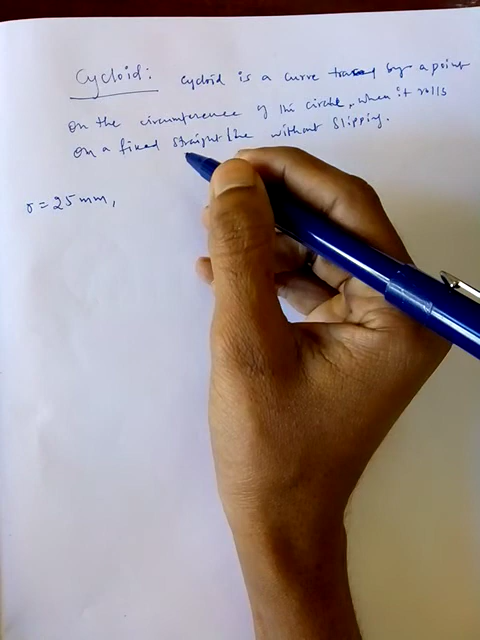 Cycloid: cycloid is a curve traced by a point
on the circumference of the circle, when it rolls
on a fixed straight line without slipping.
r = 25 mm,